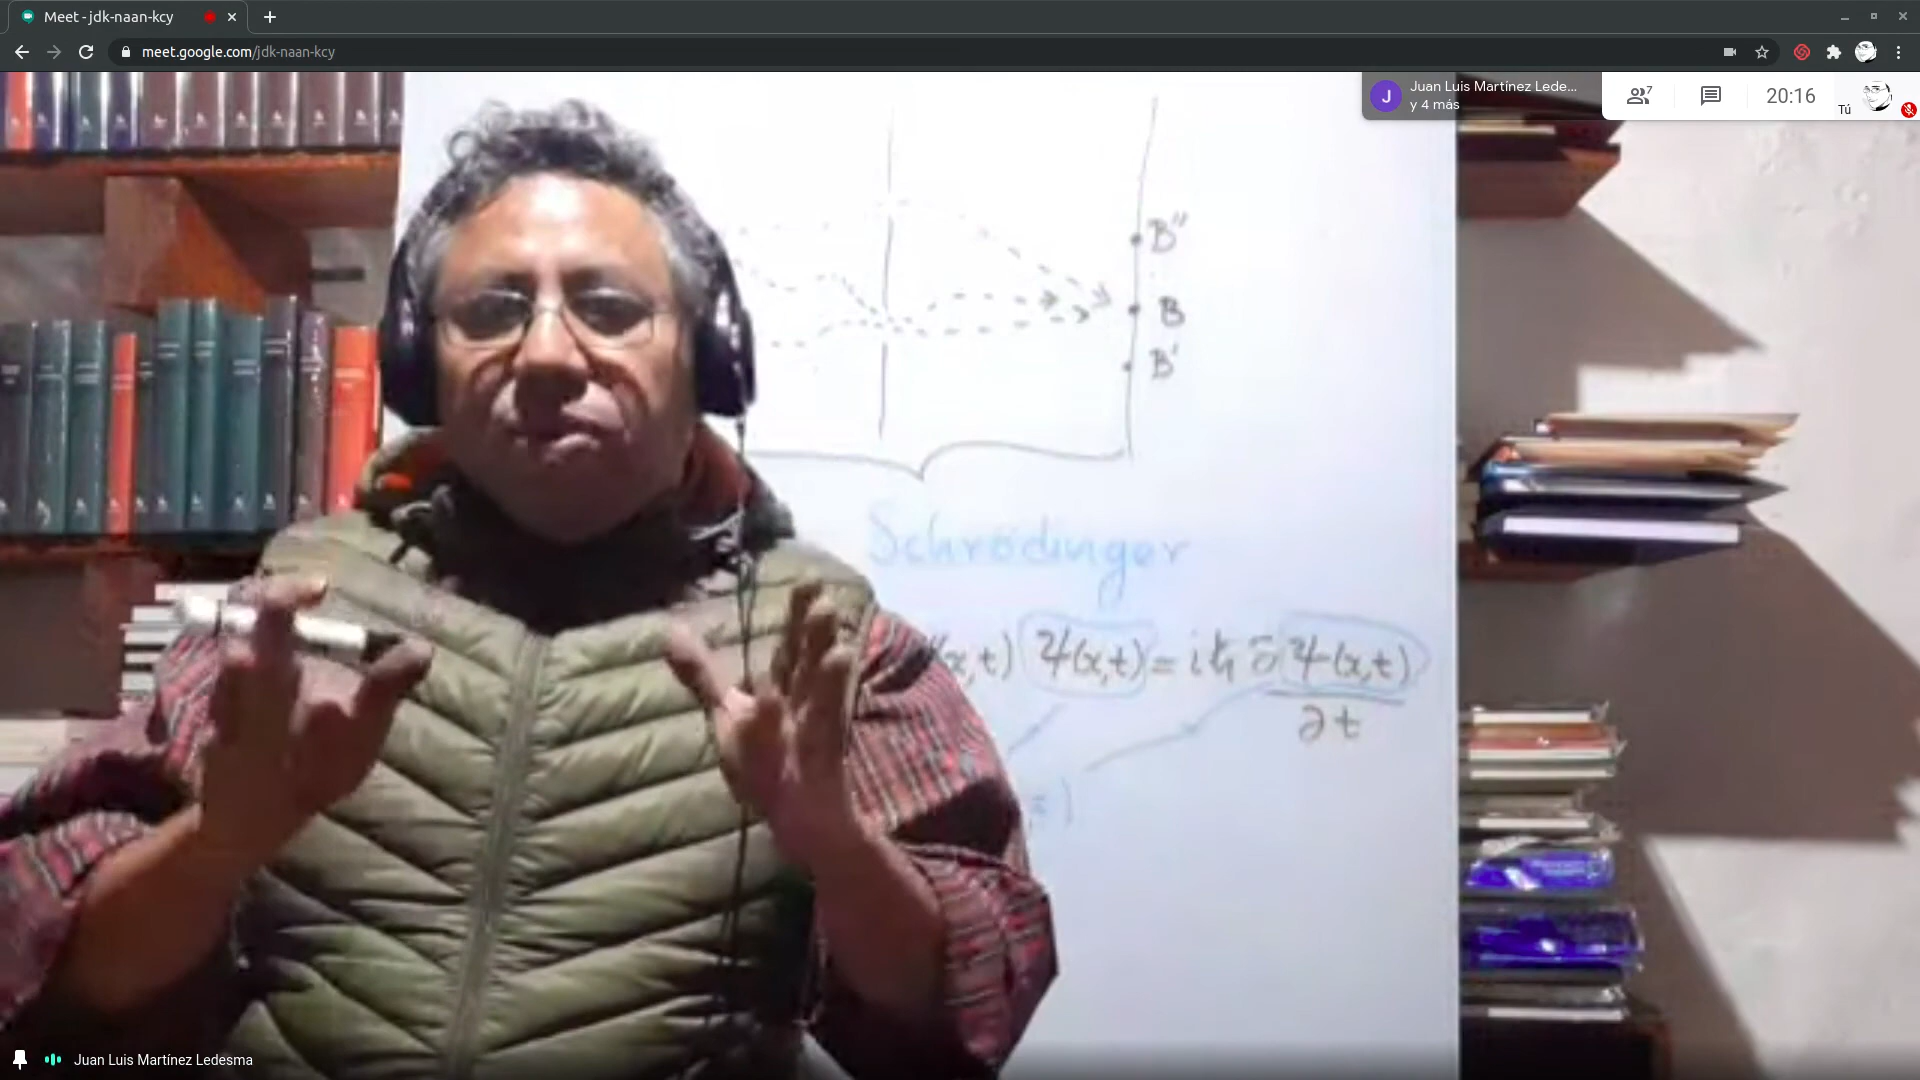 Meet - jdk-naan-kcy
meet.google.com/jdk-naan-kcy
Juan Luis Martínez Lede...
y 4 más
J
7
20:16
Tú
B''
B
B'
Schrödinger
(x,t) Ψ(x,t) = iℏ ∂Ψ(x,t)
∂t
Juan Luis Martínez Ledesma